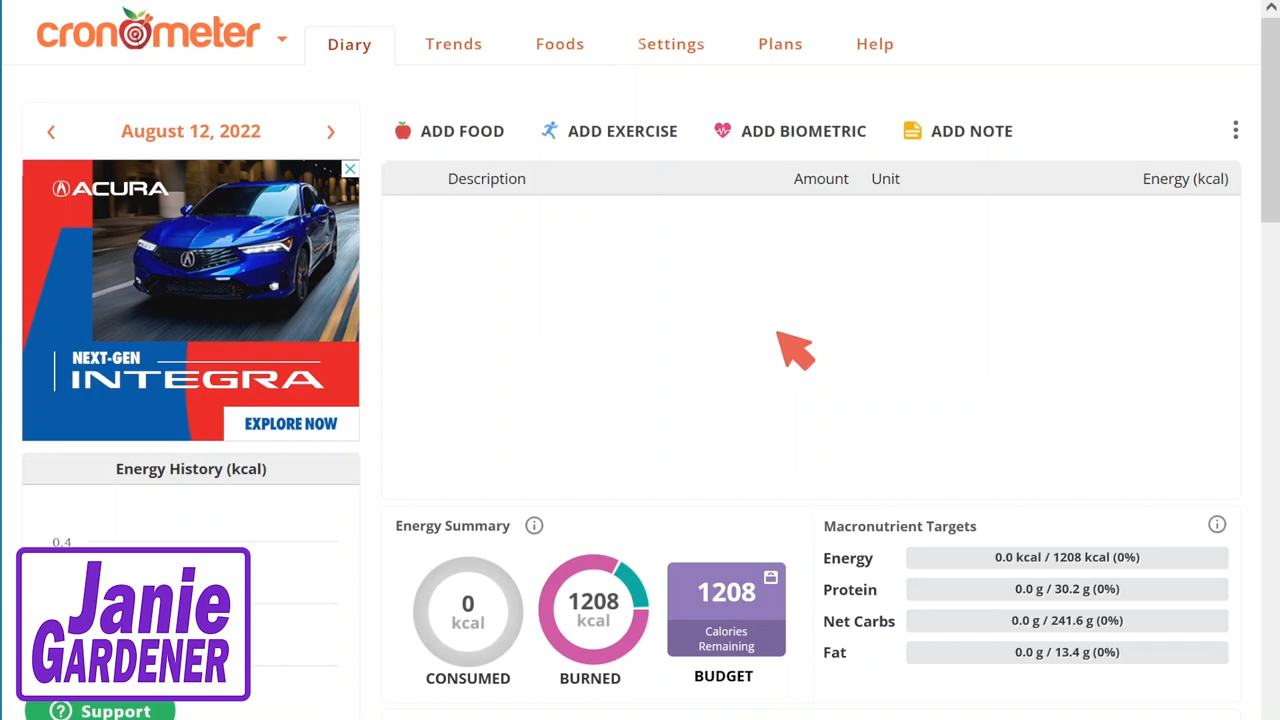 cronometer
Diary
Trends
Foods
Settings
Plans
Help
August 12, 2022
ACURA
NEXT-GEN
INTEGRA
EXPLORE NOW
ADD FOOD
ADD EXERCISE
ADD BIOMETRIC
ADD NOTE
Description Amount Unit Energy (kcal)
Energy History (kcal)
0.4
Janie
GARDENER
Support
Energy Summary
0
kcal
CONSUMED
1208
kcal
BURNED
1208
Calories
Remaining
BUDGET
Macronutrient Targets
Energy 0.0 kcal / 1208 kcal (0%)
Protein 0.0 g / 30.2 g (0%)
Net Carbs 0.0 g / 241.6 g (0%)
Fat 0.0 g / 13.4 g (0%)